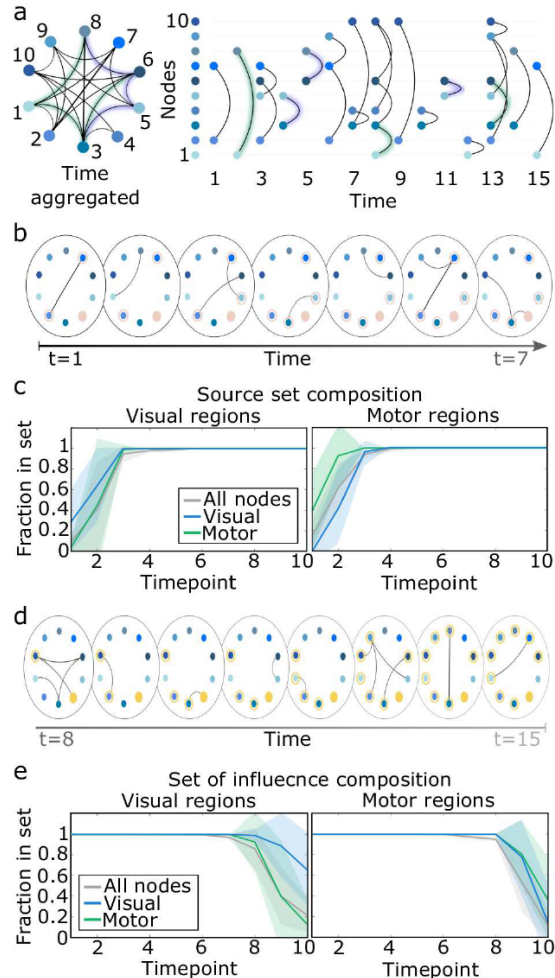 a
8
9
7
10
6
1
5
2
4
3
Time
aggregated
Nodes
10
1
1 3 5 7 9 11 13 15
Time
b
t=1 Time t=7
c
Source set composition
Visual regions Motor regions
Fraction in set
1
0.8
0.6
0.4
0.2
0
All nodes
Visual
Motor
2 4 6 8 10 2 4 6 8 10
Timepoint Timepoint
d
t=8 Time t=15
e
Set of influecnce composition
Visual regions Motor regions
Fraction in set
1
0.8
0.6
0.4
0.2
0
All nodes
Visual
Motor
2 4 6 8 10 2 4 6 8 10
Timepoint Timepoint